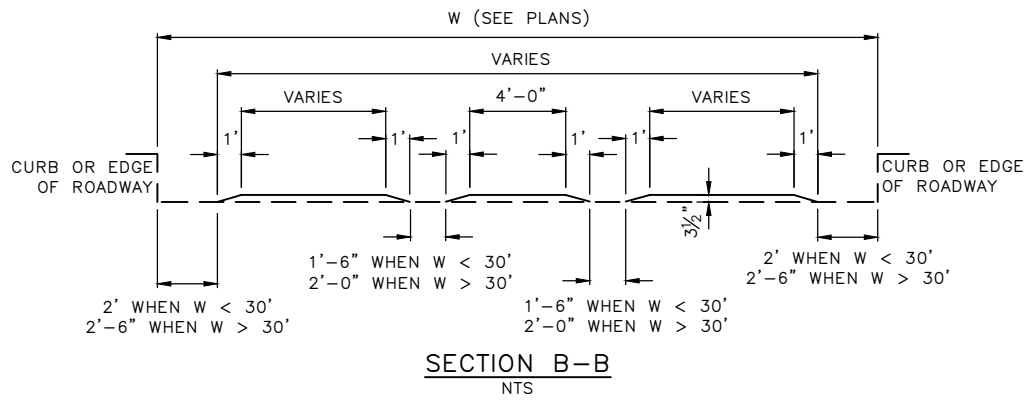 W (SEE PLANS)
VARIES
VARIES
4'-0"
VARIES
1'
1'
1'
1'
1'
1'
CURB OR EDGE
OF ROADWAY
CURB OR EDGE
OF ROADWAY
3½"
1'-6" WHEN W < 30'
2'-0" WHEN W > 30'
2' WHEN W < 30'
2'-6" WHEN W > 30'
2' WHEN W < 30'
2'-6" WHEN W > 30'
1'-6" WHEN W < 30'
2'-0" WHEN W > 30'
SECTION B-B
NTS